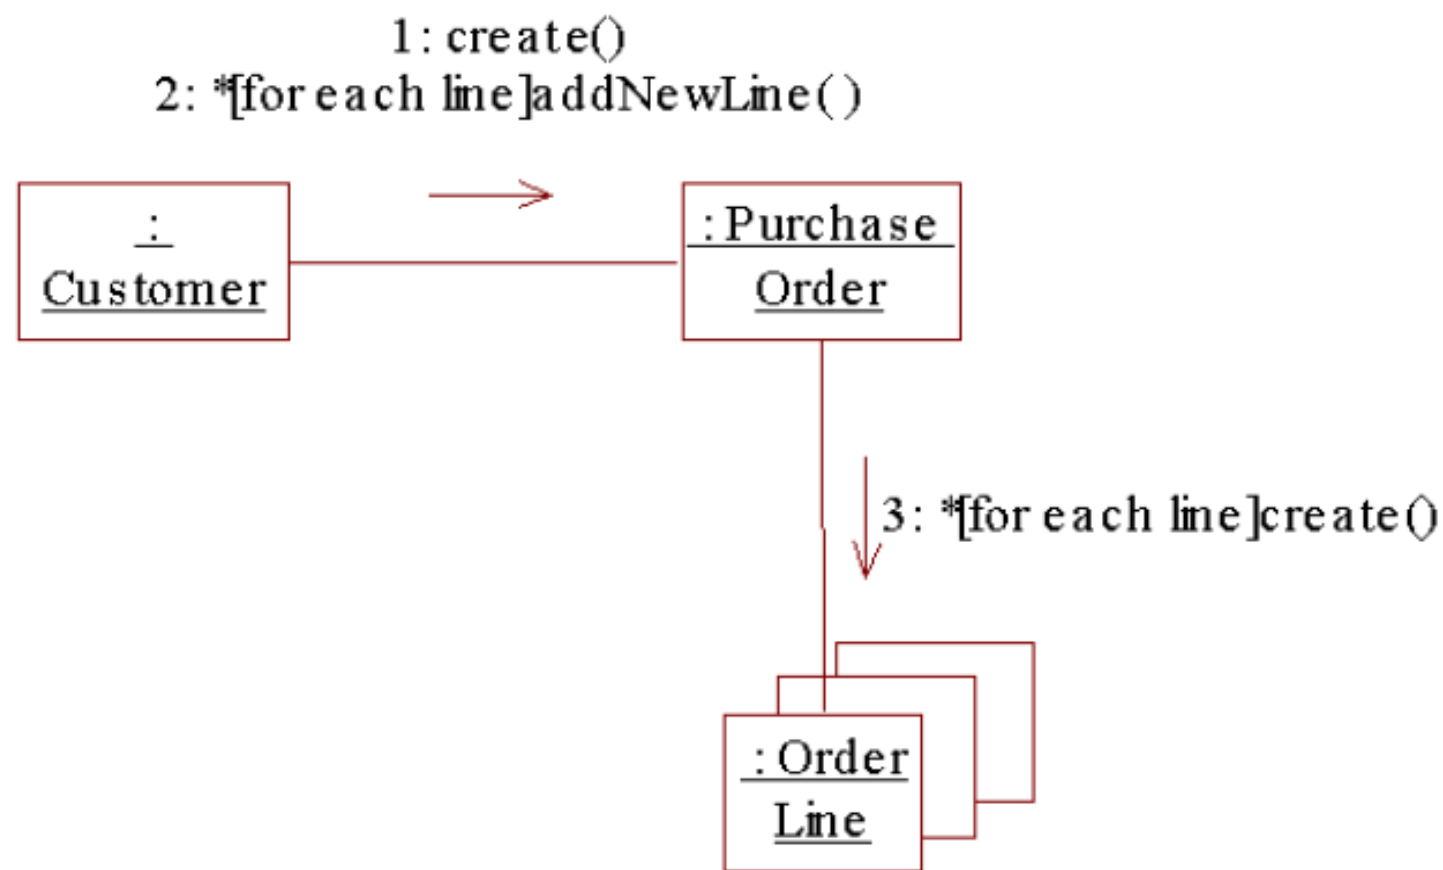 1: create()
2: *[for each line]addNewLine()
:
Customer
:Purchase
Order
3: *[for each line]create()
:Order
Line